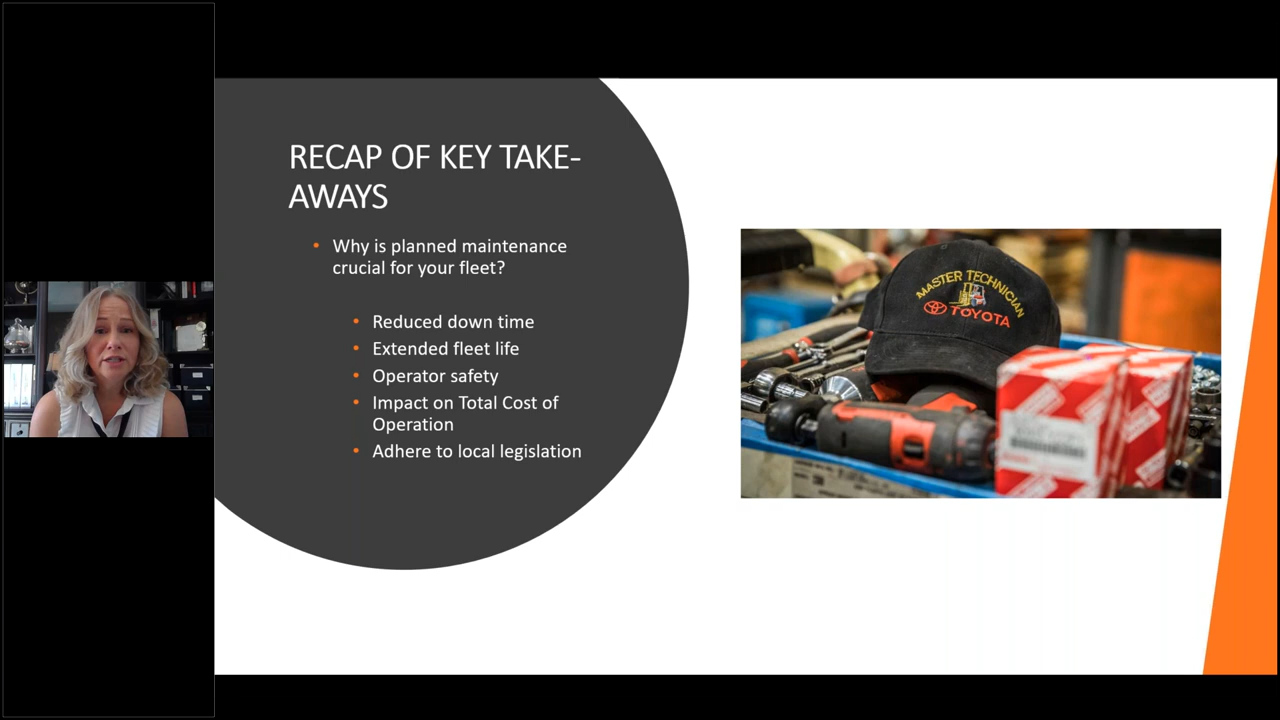 RECAP OF KEY TAKE-
AWAYS
• Why is planned maintenance
crucial for your fleet?
• Reduced down time
• Extended fleet life
• Operator safety
• Impact on Total Cost of
Operation
• Adhere to local legislation
MASTER TECHNICIAN
TOYOTA